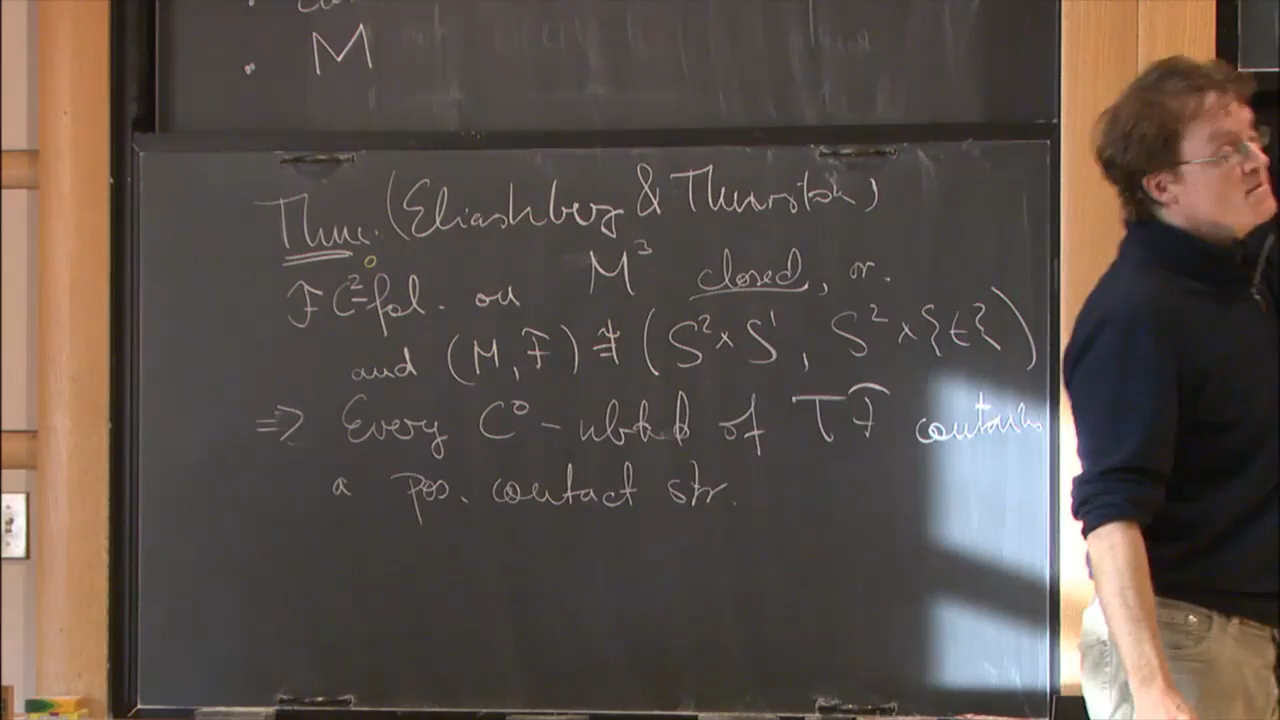 M
Thm. (Eliashberg & Thurston)
F C²-fol. on M³ closed, or.
and (M, F) ≇ (S² × S¹, S² × {t})
⇒ Every C⁰-nbhd of TF contains
a pos. contact str.